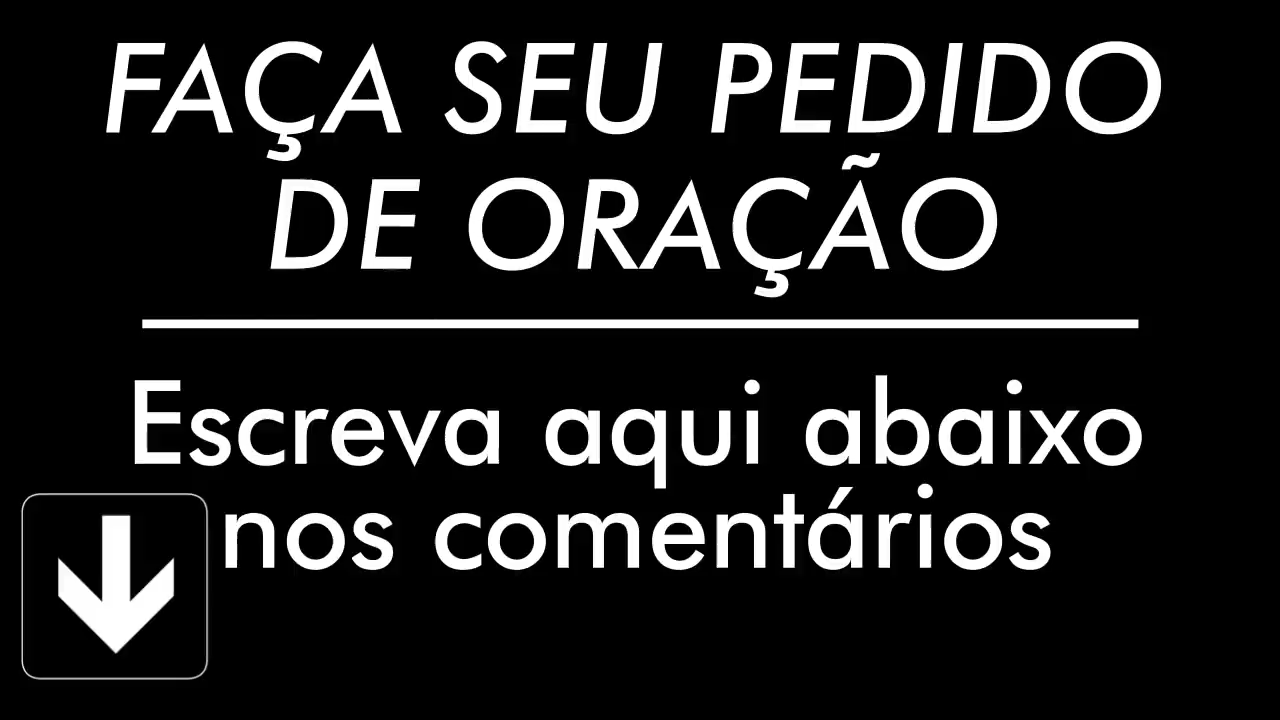 FAÇA SEU PEDIDO
DE ORAÇÃO
Escreva aqui abaixo
nos comentários